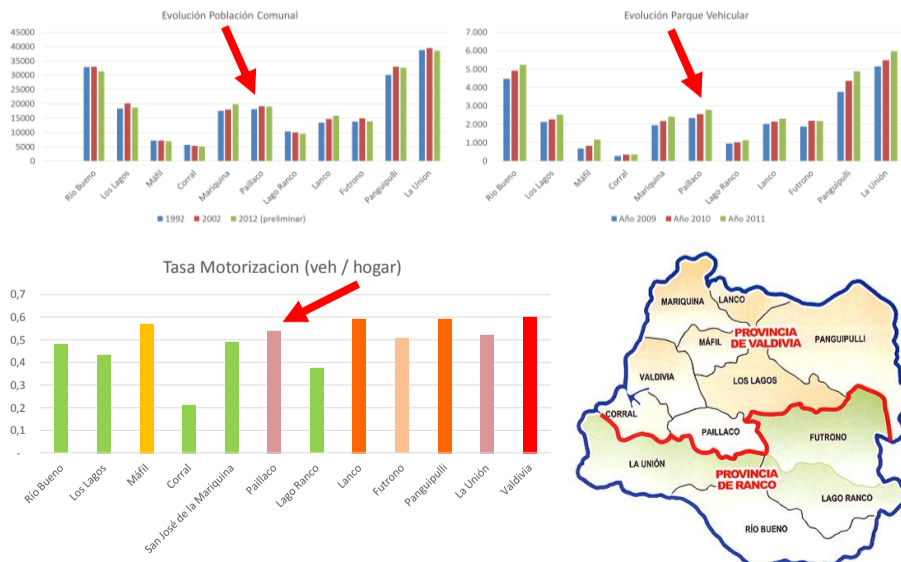 Evolución Población Comunal
45000
40000
35000
30000
25000
20000
15000
10000
5000
0
Río Bueno
Los Lagos
Máfil
Corral
Mariquina
Paillaco
Lago Ranco
Lanco
Futrono
Panguipulli
La Union
1992 2002 2012 (preliminar)
Evolución Parque Vehicular
7.000
6.000
5.000
4.000
3.000
2.000
1.000
0
Río Bueno
Los Lagos
Máfil
Corral
Mariquina
Paillaco
Lago Ranco
Lanco
Futrono
Panguipulli
La Unión
Año 2009 Año 2010 Año 2011
Tasa Motorizacion (veh / hogar)
0,7
0,6
0,5
0,4
0,3
0,2
0,1
-
Río Bueno
Los Lagos
Máfil
Corral
San José de la Mariquina
Paillaco
Lago Ranco
Lanco
Futrono
Panguipulli
La Unión
Valdivia
MARIQUINA
LANCO
PROVINCIA
DE VALDIVIA
MÁFIL
PANGUIPULLI
VALDIVIA
LOS LAGOS
CORRAL
PAILLACO
FUTRONO
LA UNIÓN
PROVINCIA
DE RANCO
LAGO RANCO
RÍO BUENO